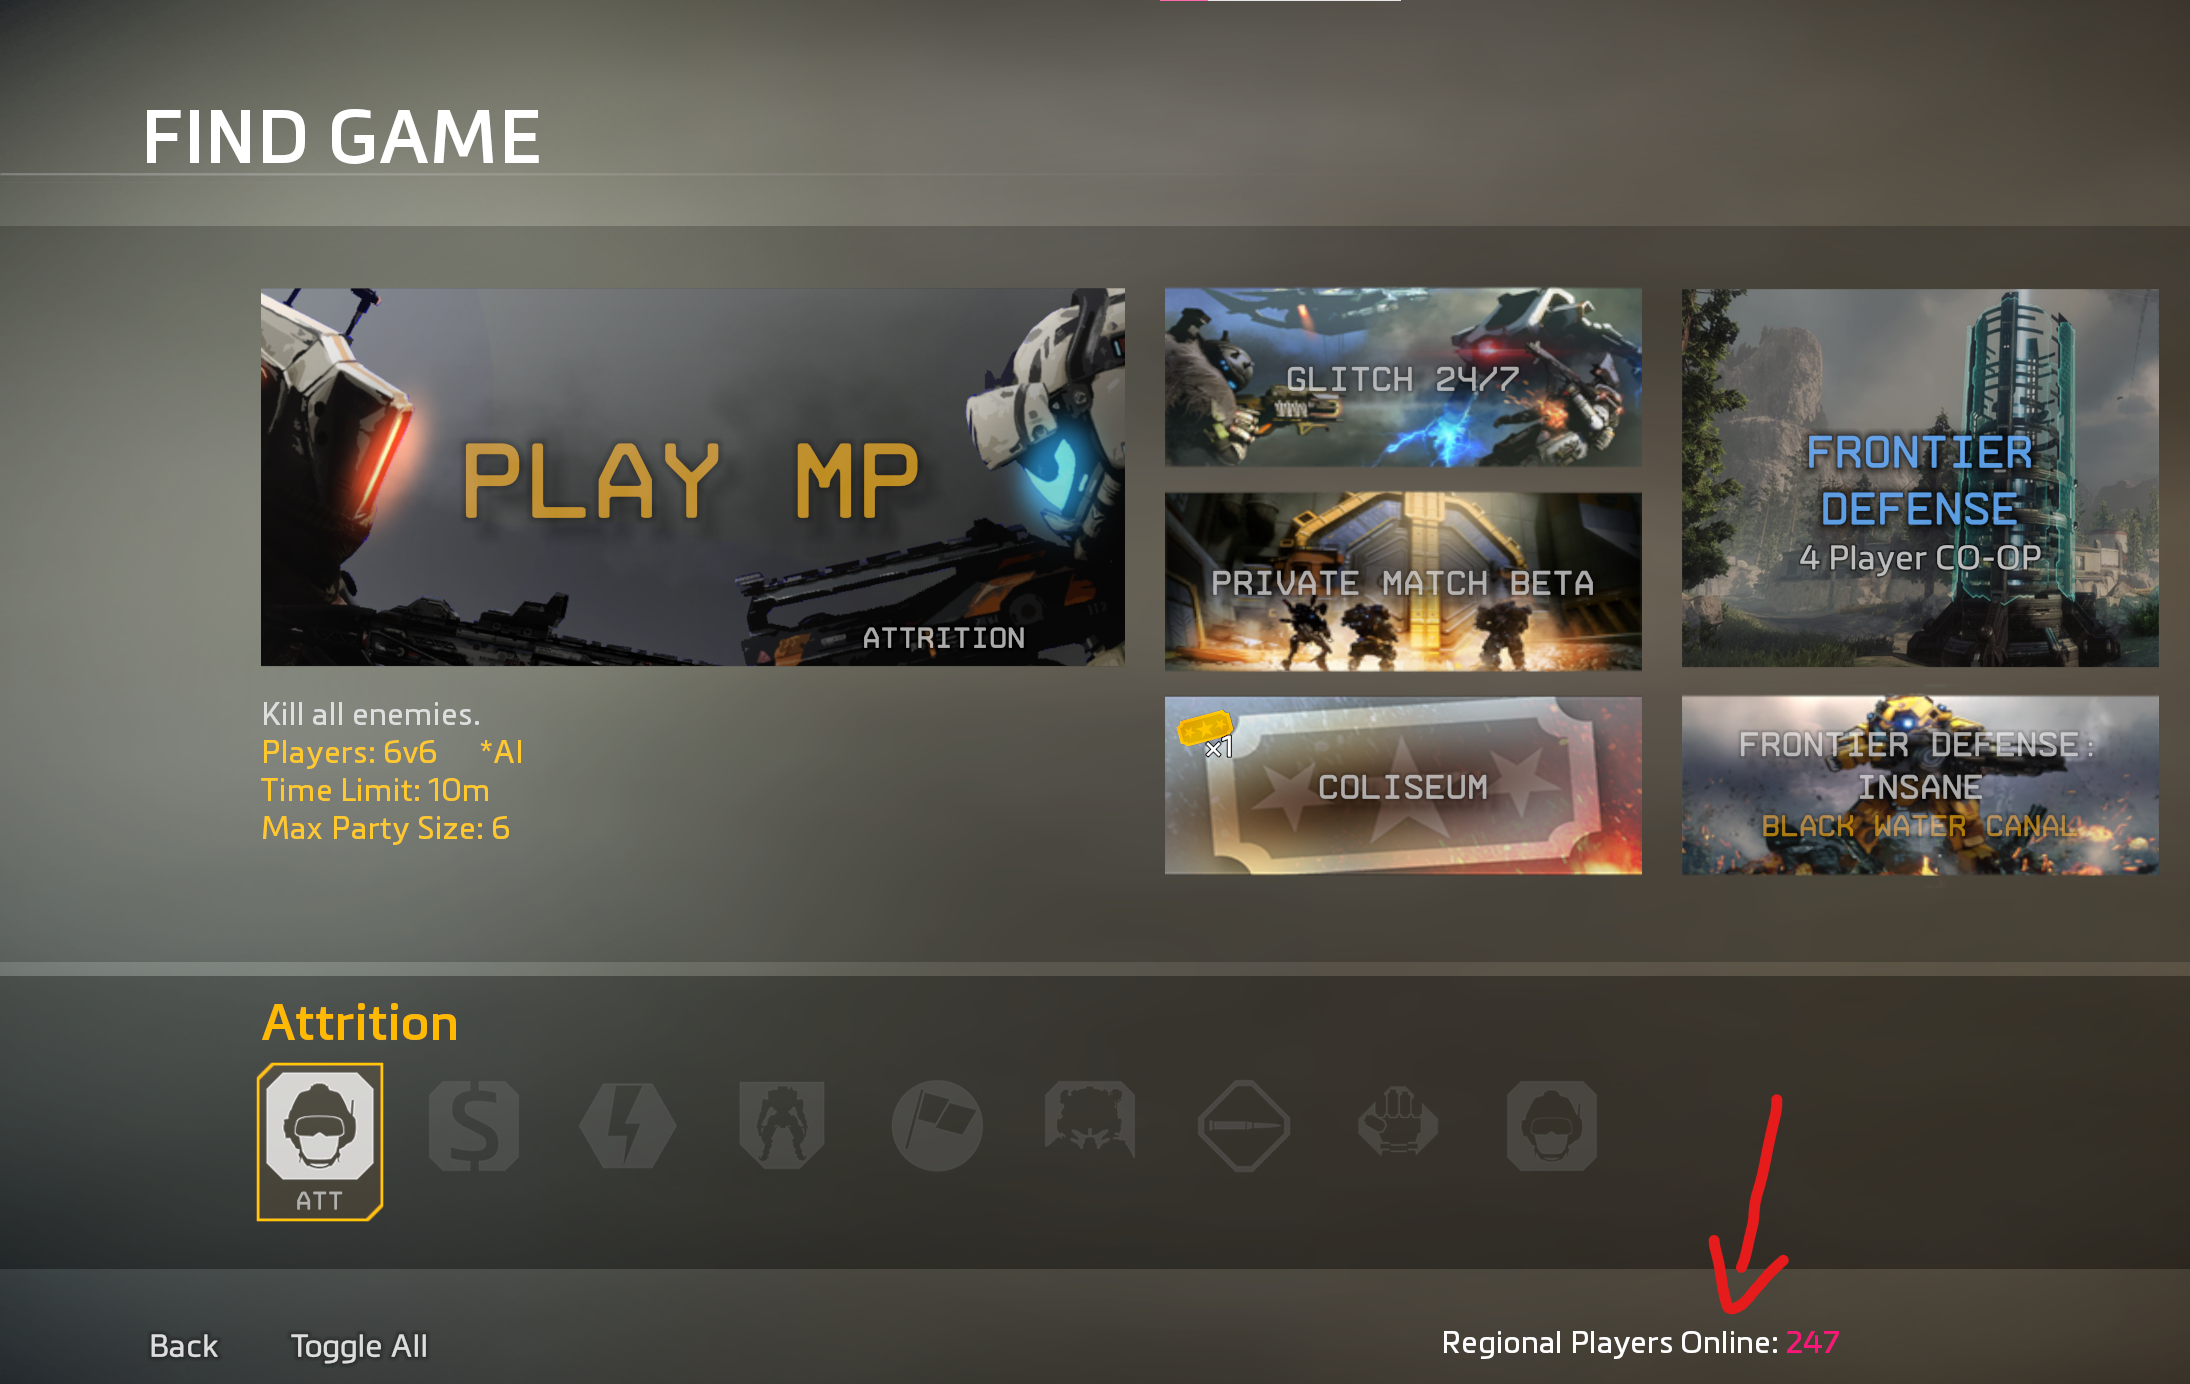 FIND GAME
PLAY MP
ATTRITION
Kill all enemies.
Players: 6v6 *AI
Time Limit: 10m
Max Party Size: 6
GLITCH 24/7
PRIVATE MATCH BETA
x1
COLISEUM
FRONTIER
DEFENSE
4 Player CO-OP
FRONTIER DEFENSE:
INSANE
BLACK WATER CANAL
Attrition
ATT
Back Toggle All
Regional Players Online: 247